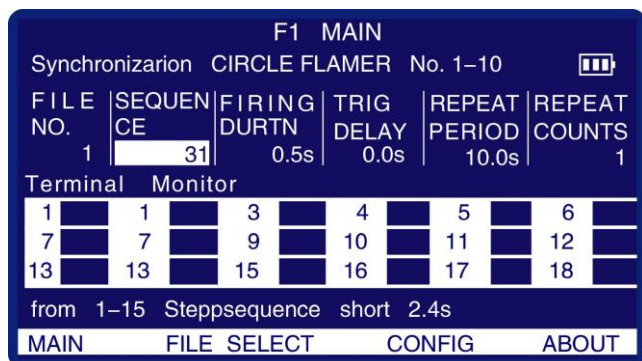 F1 MAIN
Synchronizarion CIRCLE FLAMER No. 1–10
FILE SEQUEN FIRING TRIG REPEAT REPEAT
NO. CE DURTN DELAY PERIOD COUNTS
1 31 0.5s 0.0s 10.0s 1
Terminal Monitor
1 1 3 4 5 6
7 7 9 10 11 12
13 13 15 16 17 18
from 1–15 Steppsequence short 2.4s
MAIN FILE SELECT CONFIG ABOUT